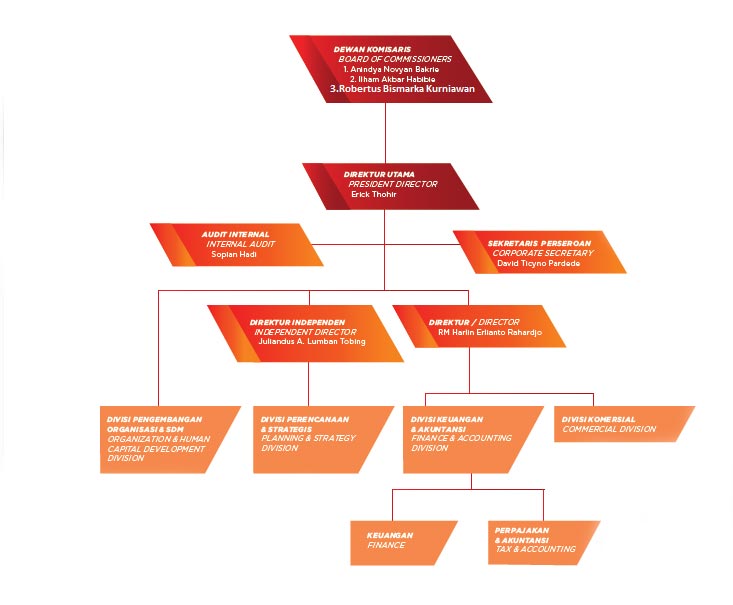 DEWAN KOMISARIS
BOARD OF COMMISSIONERS
1. Anindya Novyan Bakrie
2. Ilham Akbar Habibie
3.Robertus Bismarka Kurniawan
DIREKTUR UTAMA
PRESIDENT DIRECTOR
Erick Thohir
AUDIT INTERNAL
INTERNAL AUDIT
Sopian Hadi
SEKRETARIS PERSEROAN
CORPORATE SECRETARY
David Ticyno Pardede
DIREKTUR INDEPENDEN
INDEPENDENT DIRECTOR
Juliandus A. Lumban Tobing
DIREKTUR / DIRECTOR
RM Harlin Erlianto Rahardjo
DIVISI PENGEMBANGAN
ORGANISASI & SDM
ORGANIZATION & HUMAN
CAPITAL DEVELOPMENT
DIVISION
DIVISI PERENCANAAN
& STRATEGIS
PLANNING & STRATEGY
DIVISION
DIVISI KEUANGAN
& AKUNTANSI
FINANCE & ACCOUNTING
DIVISION
DIVISI KOMERSIAL
COMMERCIAL DIVISION
KEUANGAN
FINANCE
PERPAJAKAN
& AKUNTANSI
TAX & ACCOUNTING